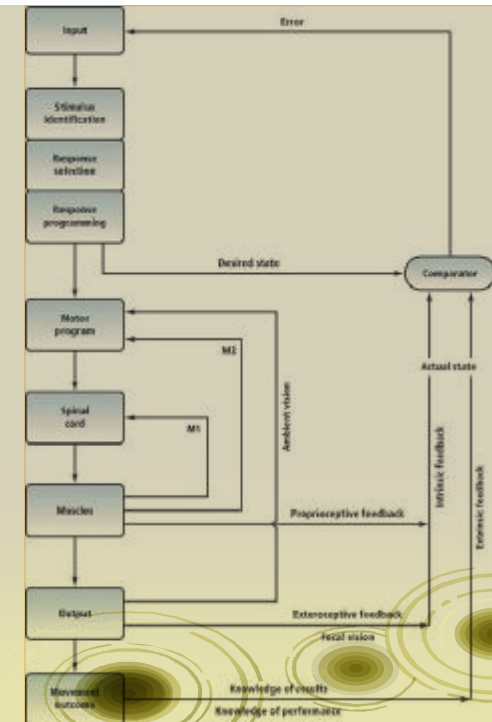 Input
Error
Stimulus
identification
Response
selection
Response
programming
Desired state
Comparator
Motor
program
M2
Actual state
Ambient vision
Spinal
cord
M1
Intrinsic feedback
Extrinsic feedback
Muscles
Proprioceptive feedback
Output
Exteroceptive feedback
Focal vision
Movement
outcome
Knowledge of results
Knowledge of performance